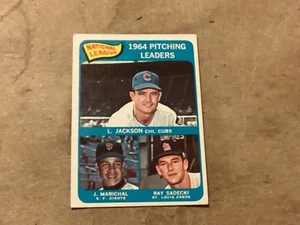 NATIONAL
LEAGUE
1964 PITCHING
LEADERS
L. JACKSON CHI. CUBS
J. MARICHAL
S. F. GIANTS
RAY SADECKI
ST. LOUIS CARDS